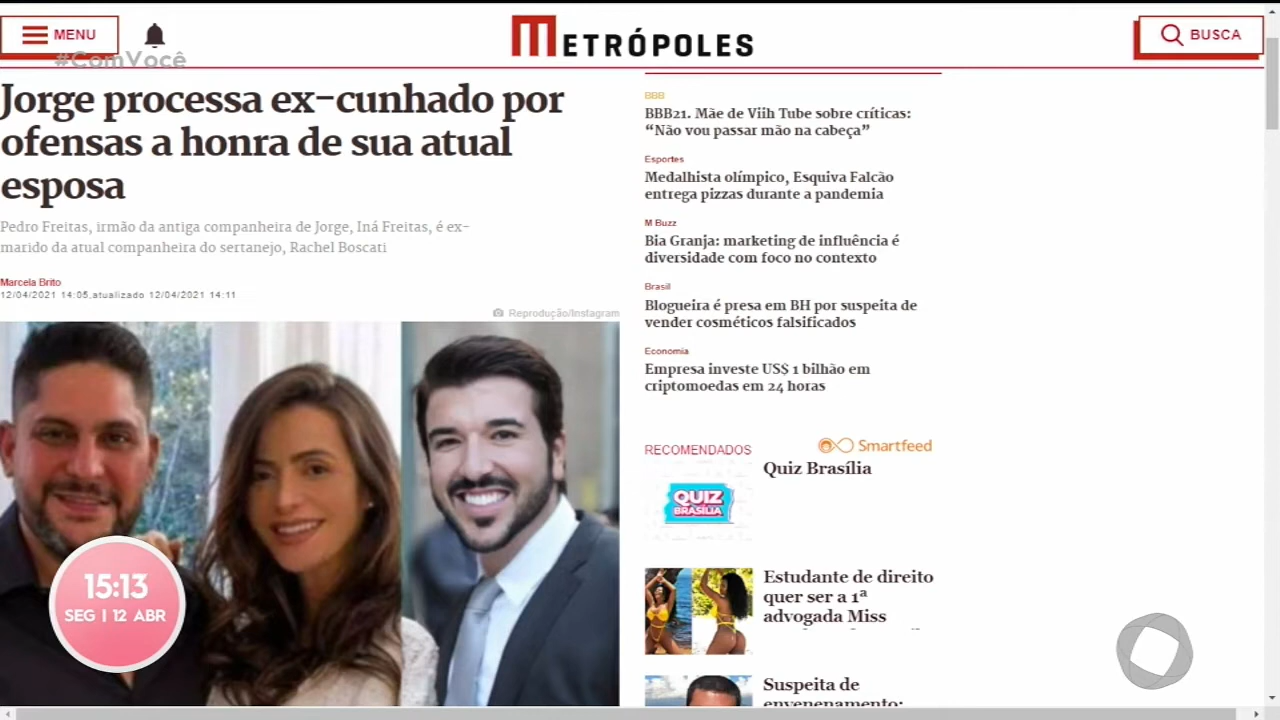 MENU
METRÓPOLES
BUSCA
#ComVocê
Jorge processa ex-cunhado por
ofensas a honra de sua atual
esposa
Pedro Freitas, irmão da antiga companheira de Jorge, Iná Freitas, é ex-
marido da atual companheira do sertanejo, Rachel Boscati
Marcela Brito
12/04/2021 14:05,atualizado 12/04/2021 14:11
Reprodução/Instagram
15:13
SEG | 12 ABR
BBB
BBB21. Mãe de Viih Tube sobre críticas:
“Não vou passar mão na cabeça”
Esportes
Medalhista olímpico, Esquiva Falcão
entrega pizzas durante a pandemia
M Buzz
Bia Granja: marketing de influência é
diversidade com foco no contexto
Brasil
Blogueira é presa em BH por suspeita de
vender cosméticos falsificados
Economia
Empresa investe US$ 1 bilhão em
criptomoedas em 24 horas
RECOMENDADOS
Smartfeed
Quiz Brasília
QUIZ
BRASÍLIA
Estudante de direito
quer ser a 1ª
advogada Miss
Suspeita de
envenenamento: